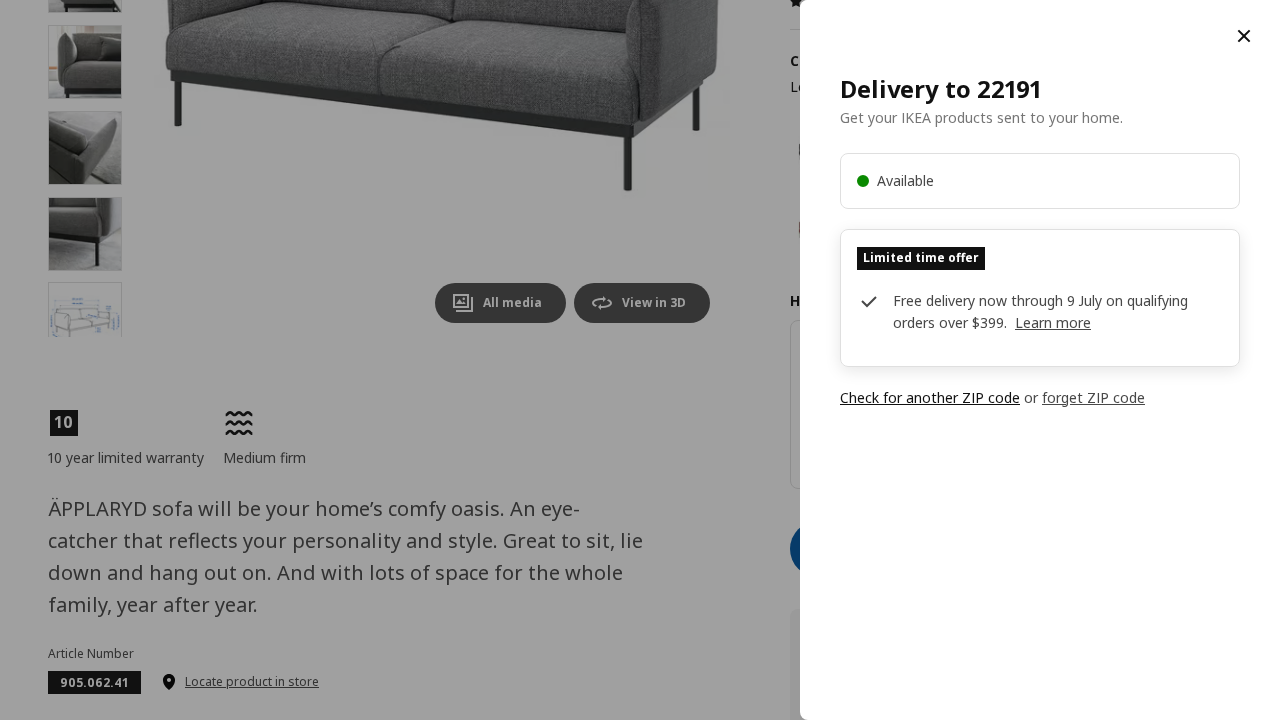 All media
View in 3D
10
10 year limited warranty
Medium firm
ÄPPLARYD sofa will be your home’s comfy oasis. An eye-
catcher that reflects your personality and style. Great to sit, lie
down and hang out on. And with lots of space for the whole
family, year after year.
Article Number
905.062.41
Locate product in store
Delivery to 22191
Get your IKEA products sent to your home.
Available
Limited time offer
Free delivery now through 9 July on qualifying
orders over $399. Learn more
Check for another ZIP code or forget ZIP code